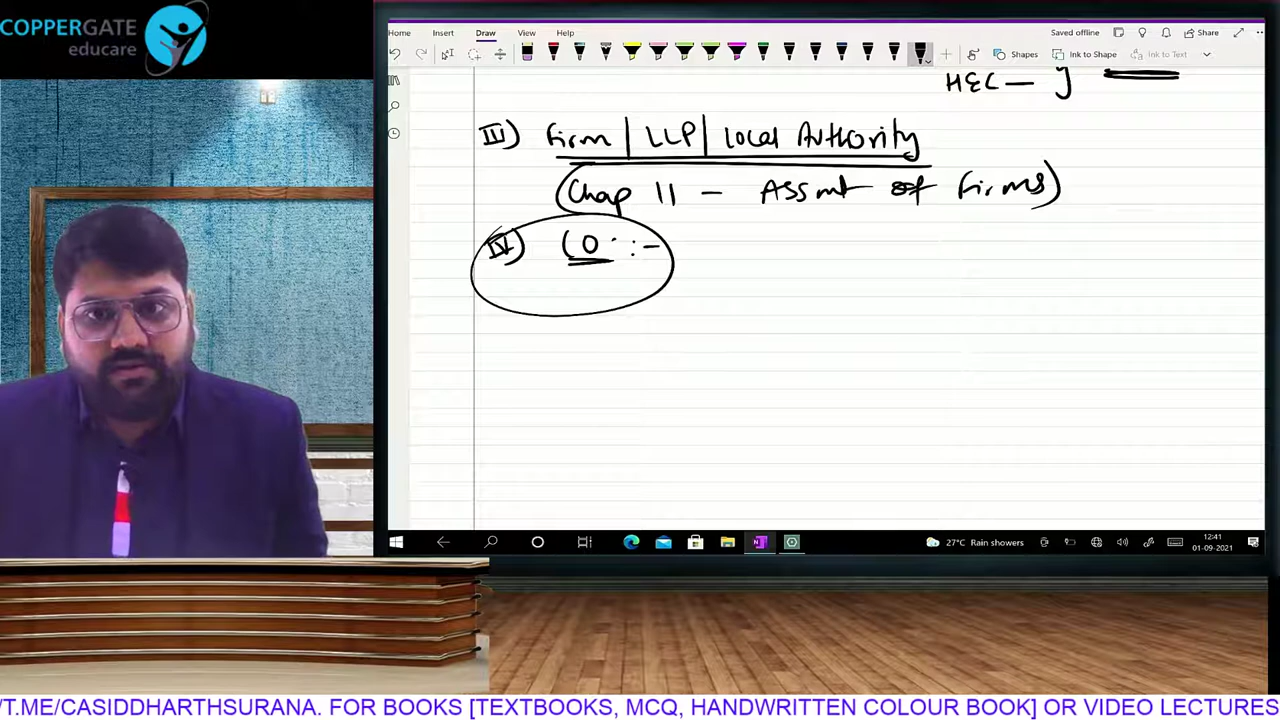 COPPERGATE
educare
Home Insert Draw View Help
Saved offline
Share
Shapes
Ink to Shape
Ink to Text
H&C — }
III) Firm | LLP | Local Authority
(Chap 11 — Assmt of Firms)
IV) CO. :-
27°C Rain showers
12:41
01-09-2021
/T.ME/CASIDDHARTHSURANA. FOR BOOKS [TEXTBOOKS, MCQ, HANDWRITTEN COLOUR BOOK] OR VIDEO LECTURES